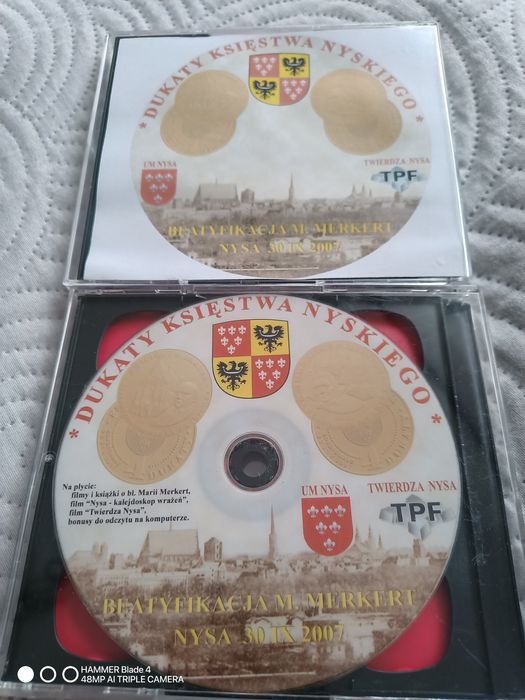 * DUKATY KSIĘSTWA NYSKIEGO *
UM NYSA
TWIERDZA NYSA
TPF
BEATYFIKACJA M. MERKERT
NYSA 30 IX 2007
* DUKATY KSIĘSTWA NYSKIEGO *
Na płycie:
filmy i książki o bł. Marii Merkert,
film "Nysa - kalejdoskop wrażeń",
film "Twierdza Nysa",
bonusy do odczytu na komputerze.
UM NYSA
TWIERDZA NYSA
TPF
BEATYFIKACJA M. MERKERT
NYSA 30 IX 2007
HAMMER Blade 4
48MP AI TRIPLE CAMERA